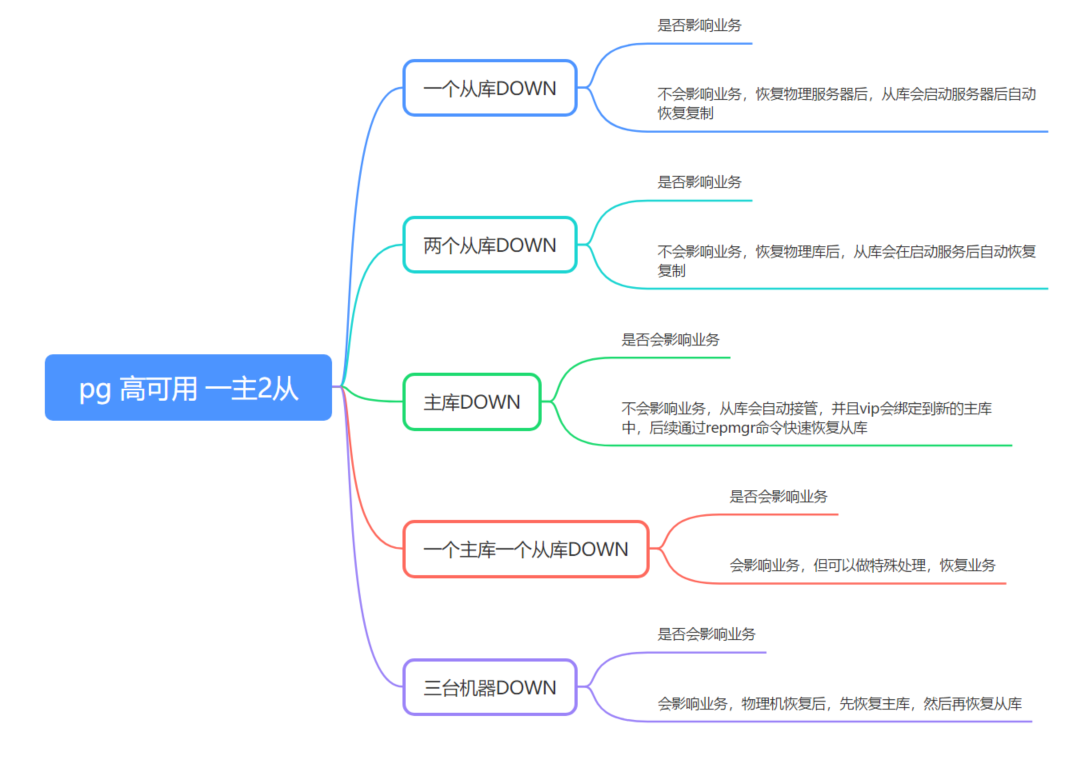 pg 高可用 一主2从
一个从库DOWN
是否影响业务
不会影响业务，恢复物理服务器后，从库会启动服务器后自动
恢复复制
两个从库DOWN
是否影响业务
不会影响业务，恢复物理库后，从库会在启动服务后自动恢复
复制
主库DOWN
是否会影响业务
不会影响业务，从库会自动接管，并且vip会绑定到新的主库
中，后续通过repmgr命令快速恢复从库
一个主库一个从库DOWN
是否会影响业务
会影响业务，但可以做特殊处理，恢复业务
三台机器DOWN
是否会影响业务
会影响业务，物理机恢复后，先恢复主库，然后再恢复从库